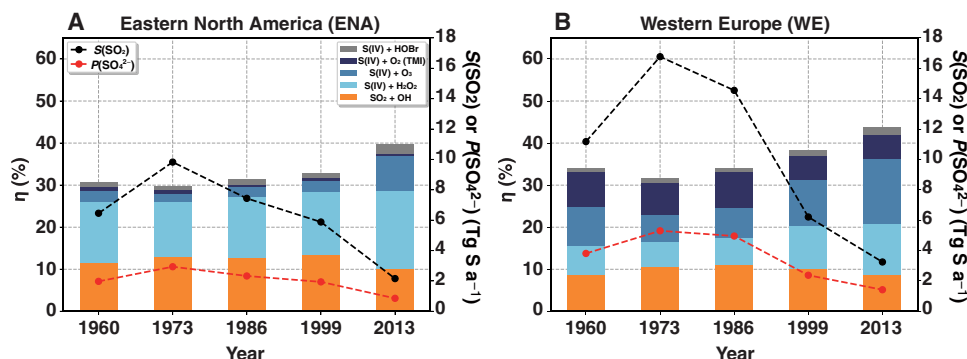 A Eastern North America (ENA)
S(SO₂)
P(SO₄²⁻)
S(IV) + HOBr
S(IV) + O₂ (TMI)
S(IV) + O₃
S(IV) + H₂O₂
SO₂ + OH
η (%)
60
50
40
30
20
10
0
18
16
14
12
10
8
6
4
2
0
S(SO₂) or P(SO₄²⁻) (Tg S a⁻¹)
1960 1973 1986 1999 2013
Year
B Western Europe (WE)
η (%)
60
50
40
30
20
10
0
18
16
14
12
10
8
6
4
2
0
S(SO₂) or P(SO₄²⁻) (Tg S a⁻¹)
1960 1973 1986 1999 2013
Year